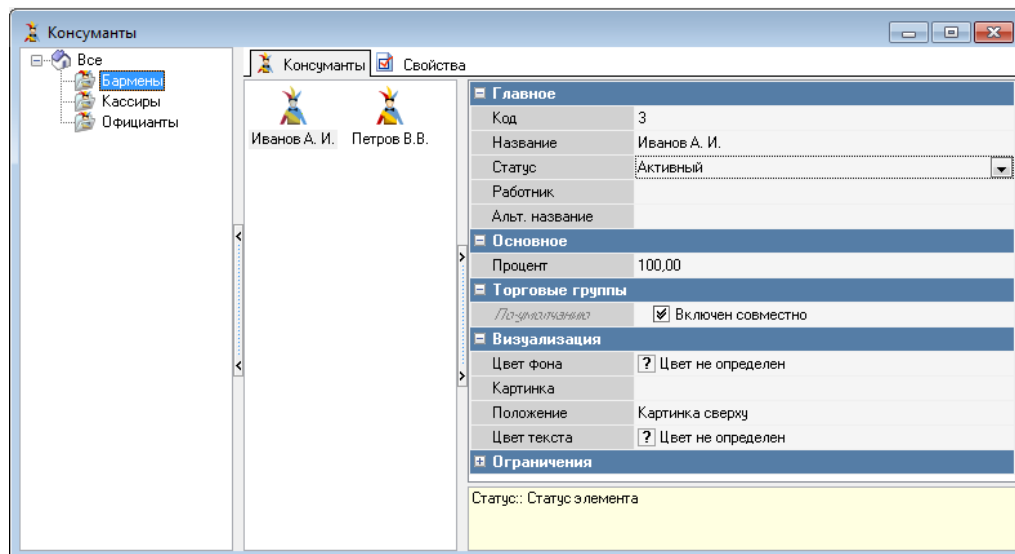 Консуманты
Все
Бармены
Кассиры
Официанты
Консуманты Свойства
Иванов А. И. Петров В.В.
Главное
Код 3
Название Иванов А. И.
Статус Активный
Работник
Альт. название
Основное
Процент 100,00
Торговые группы
По-умолчанию Включен совместно
Визуализация
Цвет фона ? Цвет не определен
Картинка
Положение Картинка сверху
Цвет текста ? Цвет не определен
Ограничения
Статус:: Статус элемента